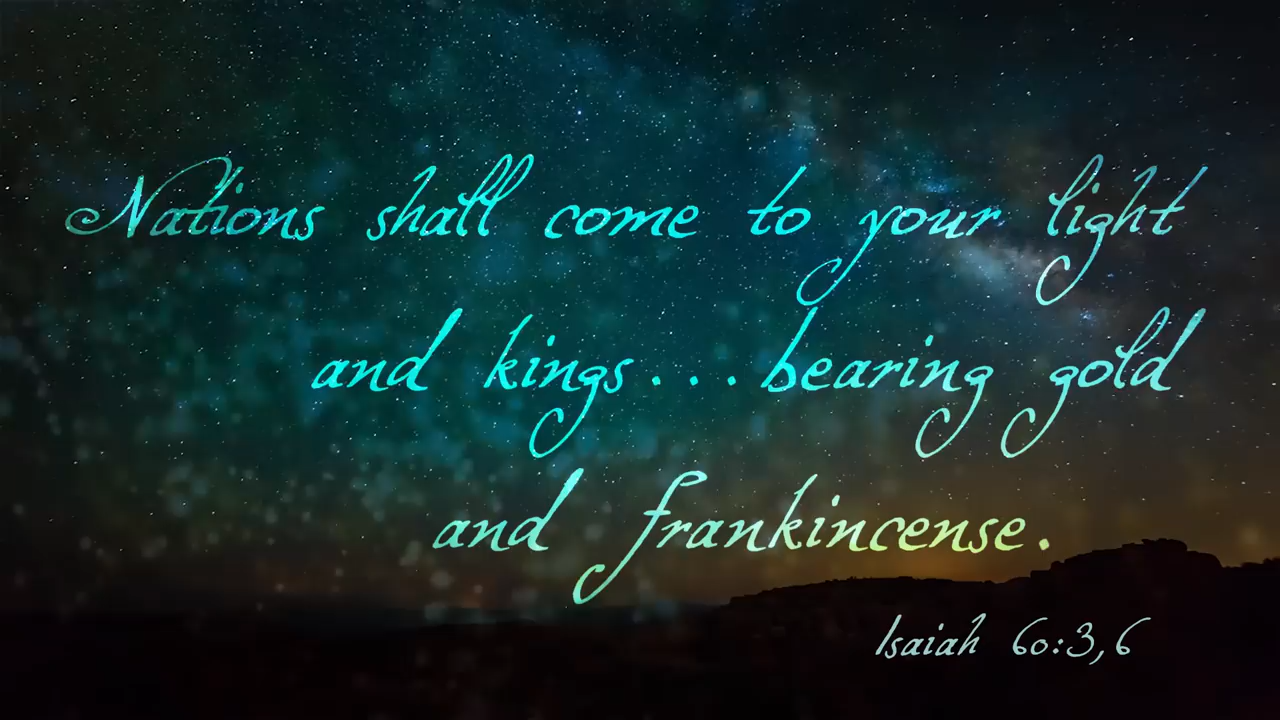 Nations shall come to your light
and kings...bearing gold
and frankincense.
Isaiah 60:3,6